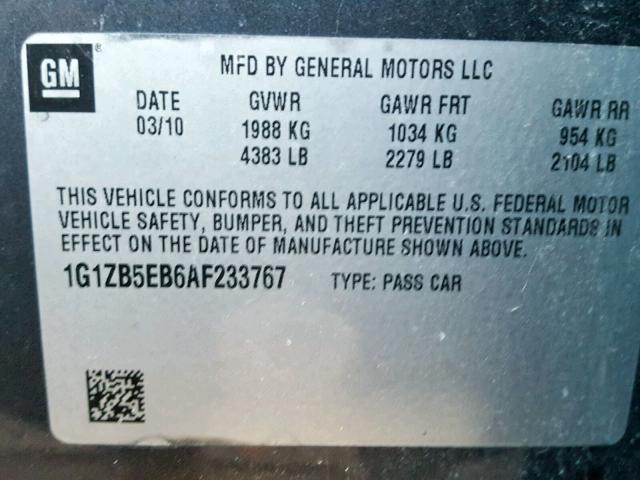 GM ®
MFD BY GENERAL MOTORS LLC
DATE GVWR GAWR FRT GAWR RR
03/10 1988 KG 1034 KG 954 KG
4383 LB 2279 LB 2104 LB
THIS VEHICLE CONFORMS TO ALL APPLICABLE U.S. FEDERAL MOTOR
VEHICLE SAFETY, BUMPER, AND THEFT PREVENTION STANDARDS IN
EFFECT ON THE DATE OF MANUFACTURE SHOWN ABOVE.
1G1ZB5EB6AF233767 TYPE: PASS CAR